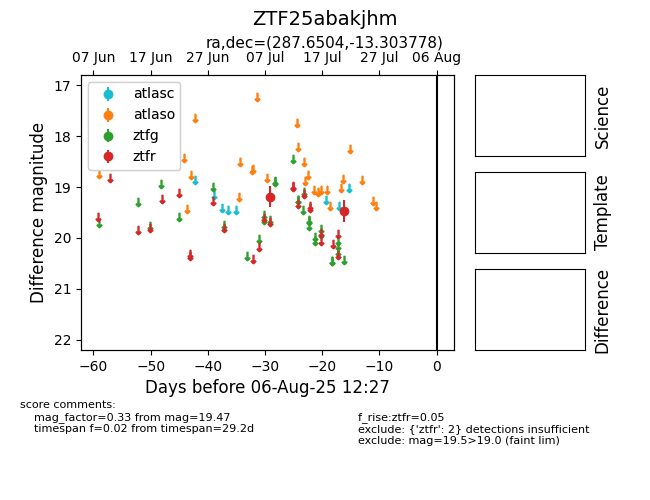 ZTF25abakjhm
ra,dec=(287.6504,-13.303778)
07 Jun 17 Jun 27 Jun 07 Jul 17 Jul 27 Jul 06 Aug
atlasc
atlaso
ztfg
ztfr
17
18
19
20
21
22
Difference magnitude
−60 −50 −40 −30 −20 −10 0
Days before 06-Aug-25 12:27
Science
Template
Difference
score comments:
mag_factor=0.33 from mag=19.47
timespan f=0.02 from timespan=29.2d
f_rise:ztfr=0.05
exclude: {'ztfr': 2} detections insufficient
exclude: mag=19.5>19.0 (faint lim)